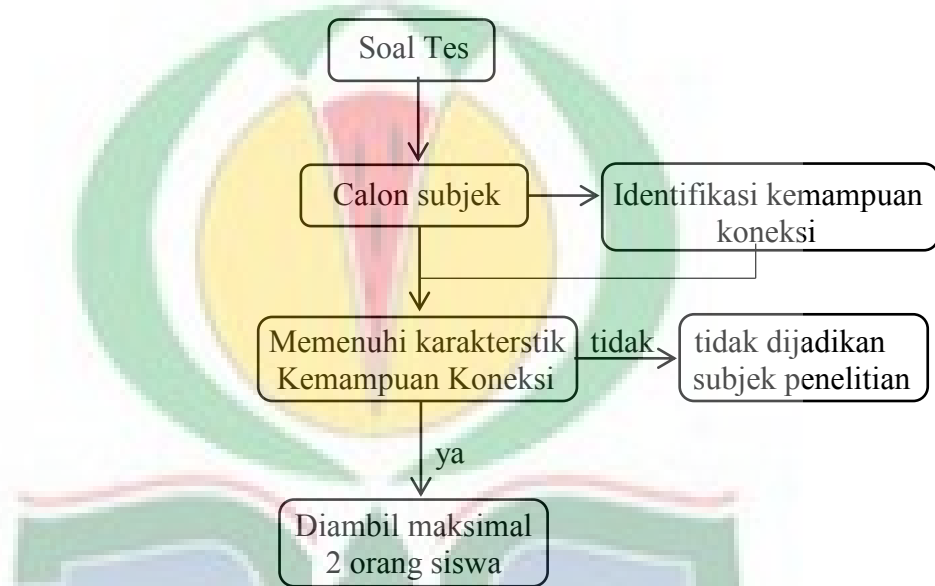 Soal Tes
Calon subjek
Identifikasi kemampuan
koneksi
Memenuhi karakterstik
Kemampuan Koneksi
tidak
tidak dijadikan
subjek penelitian
ya
Diambil maksimal
2 orang siswa